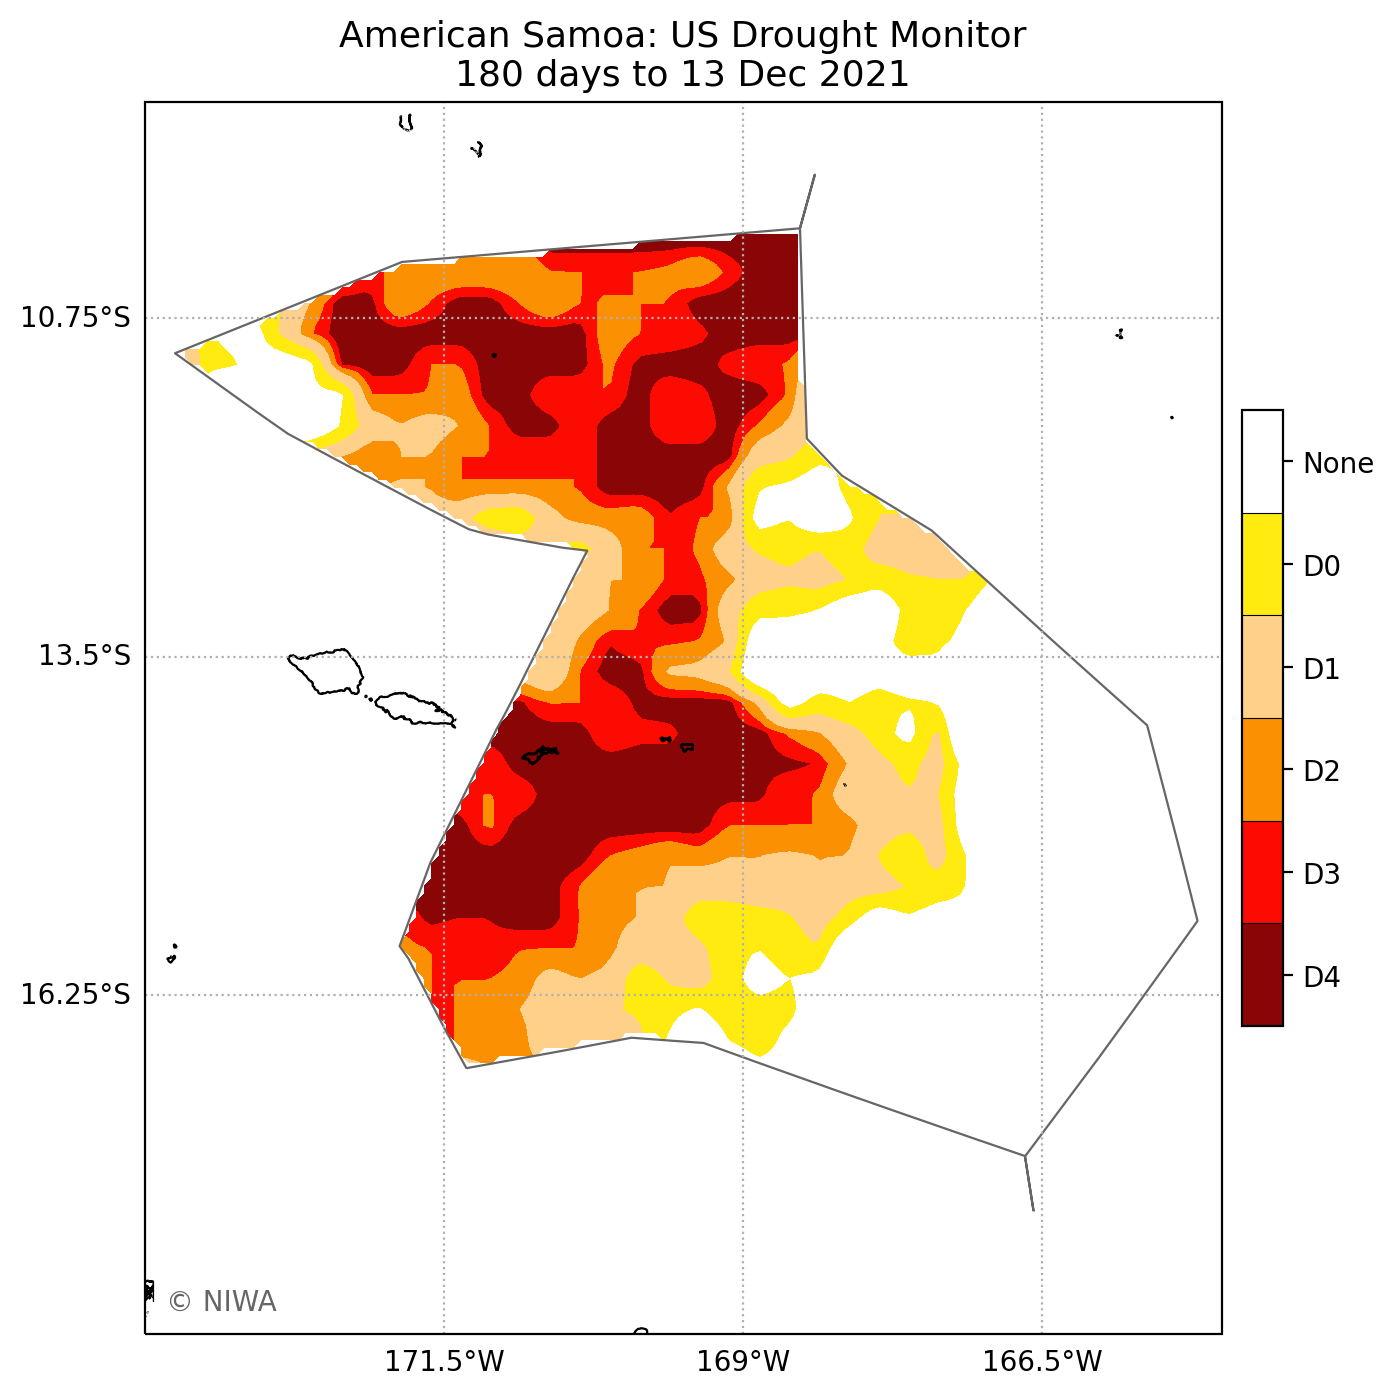 American Samoa: US Drought Monitor
180 days to 13 Dec 2021
10.75°S
13.5°S
16.25°S
171.5°W
169°W
166.5°W
None
D0
D1
D2
D3
D4
© NIWA